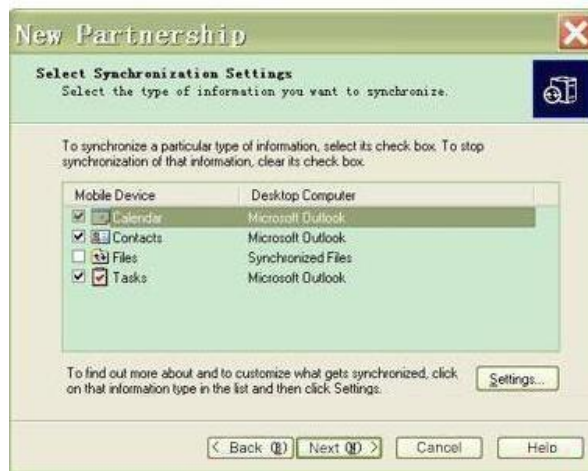 New Partnership
Select Synchronization Settings
Select the type of information you want to synchronize.
To synchronize a particular type of information, select its check box. To stop
synchronization of that information, clear its check box.
Mobile Device Desktop Computer
Calendar Microsoft Outlook
Contacts Microsoft Outlook
Files Synchronized Files
Tasks Microsoft Outlook
To find out more about and to customize what gets synchronized, click
on that information type in the list and then click Settings.
Settings...
< Back (B) Next (N) > Cancel Help